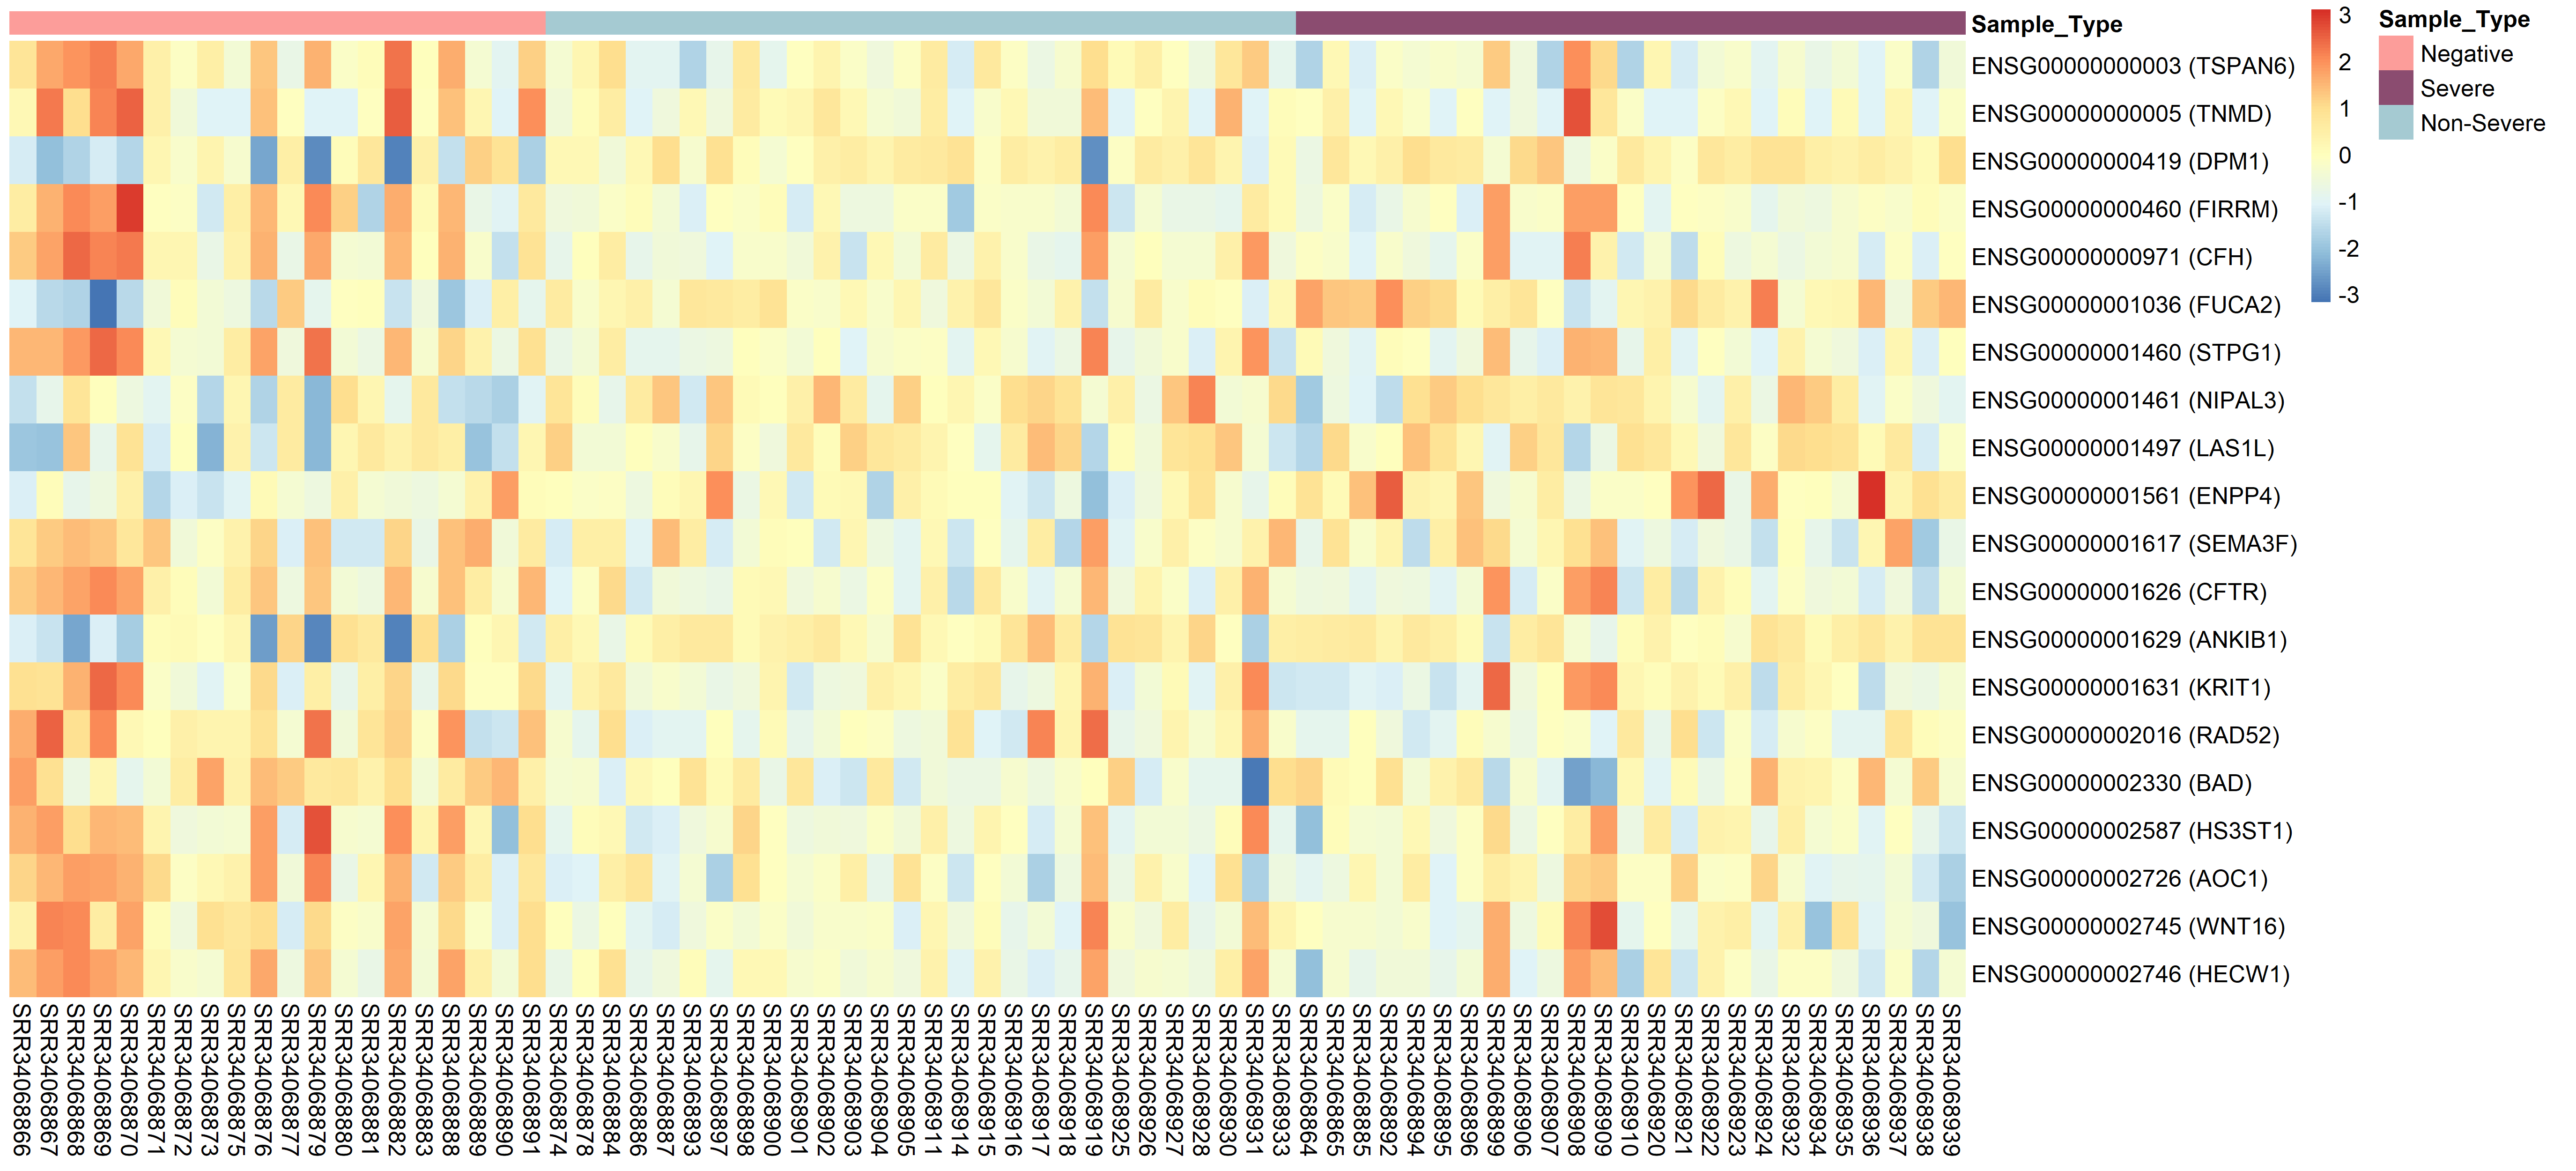 Sample_Type
ENSG00000000003 (TSPAN6)
ENSG00000000005 (TNMD)
ENSG00000000419 (DPM1)
ENSG00000000460 (FIRRM)
ENSG00000000971 (CFH)
ENSG00000001036 (FUCA2)
ENSG00000001460 (STPG1)
ENSG00000001461 (NIPAL3)
ENSG00000001497 (LAS1L)
ENSG00000001561 (ENPP4)
ENSG00000001617 (SEMA3F)
ENSG00000001626 (CFTR)
ENSG00000001629 (ANKIB1)
ENSG00000001631 (KRIT1)
ENSG00000002016 (RAD52)
ENSG00000002330 (BAD)
ENSG00000002587 (HS3ST1)
ENSG00000002726 (AOC1)
ENSG00000002745 (WNT16)
ENSG00000002746 (HECW1)
3
2
1
0
-1
-2
-3
Sample_Type
Negative
Severe
Non-Severe
SRR34068866
SRR34068867
SRR34068868
SRR34068869
SRR34068870
SRR34068871
SRR34068872
SRR34068873
SRR34068875
SRR34068876
SRR34068877
SRR34068879
SRR34068880
SRR34068881
SRR34068882
SRR34068883
SRR34068888
SRR34068889
SRR34068890
SRR34068891
SRR34068874
SRR34068878
SRR34068884
SRR34068886
SRR34068887
SRR34068893
SRR34068897
SRR34068898
SRR34068900
SRR34068901
SRR34068902
SRR34068903
SRR34068904
SRR34068905
SRR34068911
SRR34068914
SRR34068915
SRR34068916
SRR34068917
SRR34068918
SRR34068919
SRR34068925
SRR34068926
SRR34068927
SRR34068928
SRR34068930
SRR34068931
SRR34068933
SRR34068864
SRR34068865
SRR34068885
SRR34068892
SRR34068894
SRR34068895
SRR34068896
SRR34068899
SRR34068906
SRR34068907
SRR34068908
SRR34068909
SRR34068910
SRR34068920
SRR34068921
SRR34068922
SRR34068923
SRR34068924
SRR34068932
SRR34068934
SRR34068935
SRR34068936
SRR34068937
SRR34068938
SRR34068939